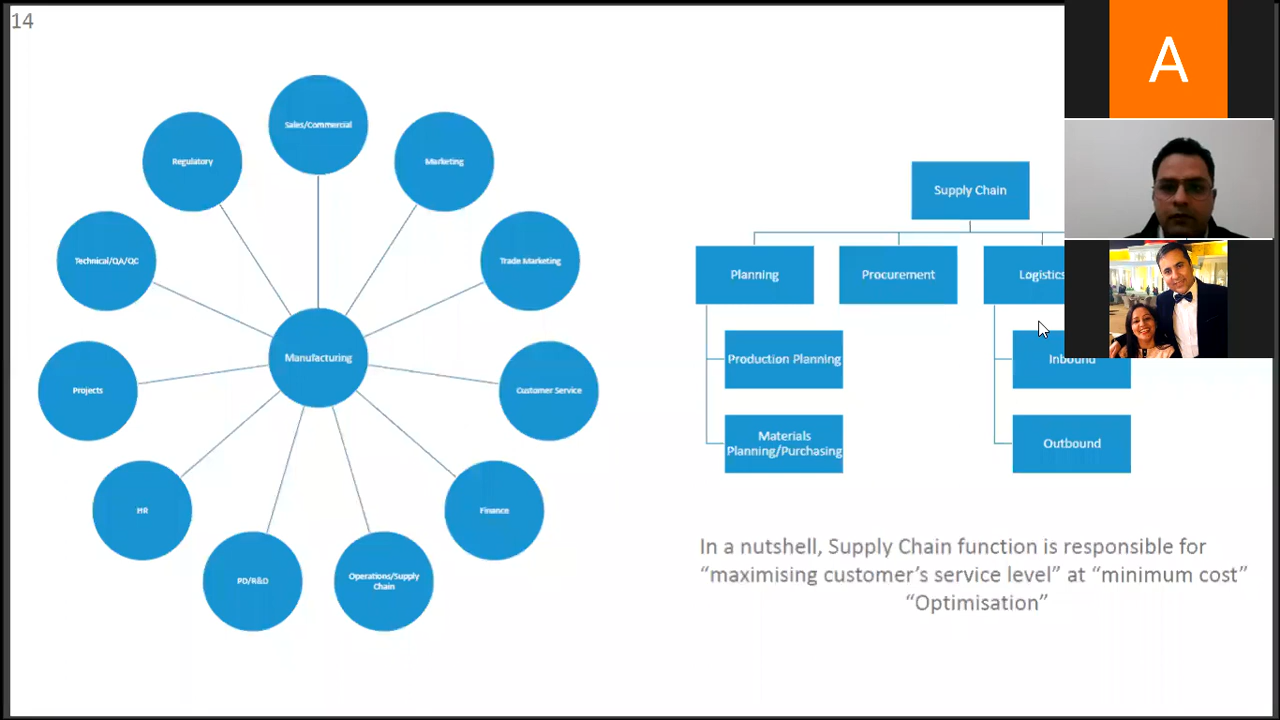 14
Sales/Commercial
Marketing
Trade Marketing
Customer Service
Finance
Operations/Supply
Chain
PD/R&D
HR
Projects
Technical/QA/QC
Regulatory
Manufacturing
Supply Chain
Planning
Procurement
Logistics
Production Planning
Materials
Planning/Purchasing
Inbound
Outbound
In a nutshell, Supply Chain function is responsible for
“maximising customer’s service level” at “minimum cost”
“Optimisation”
A